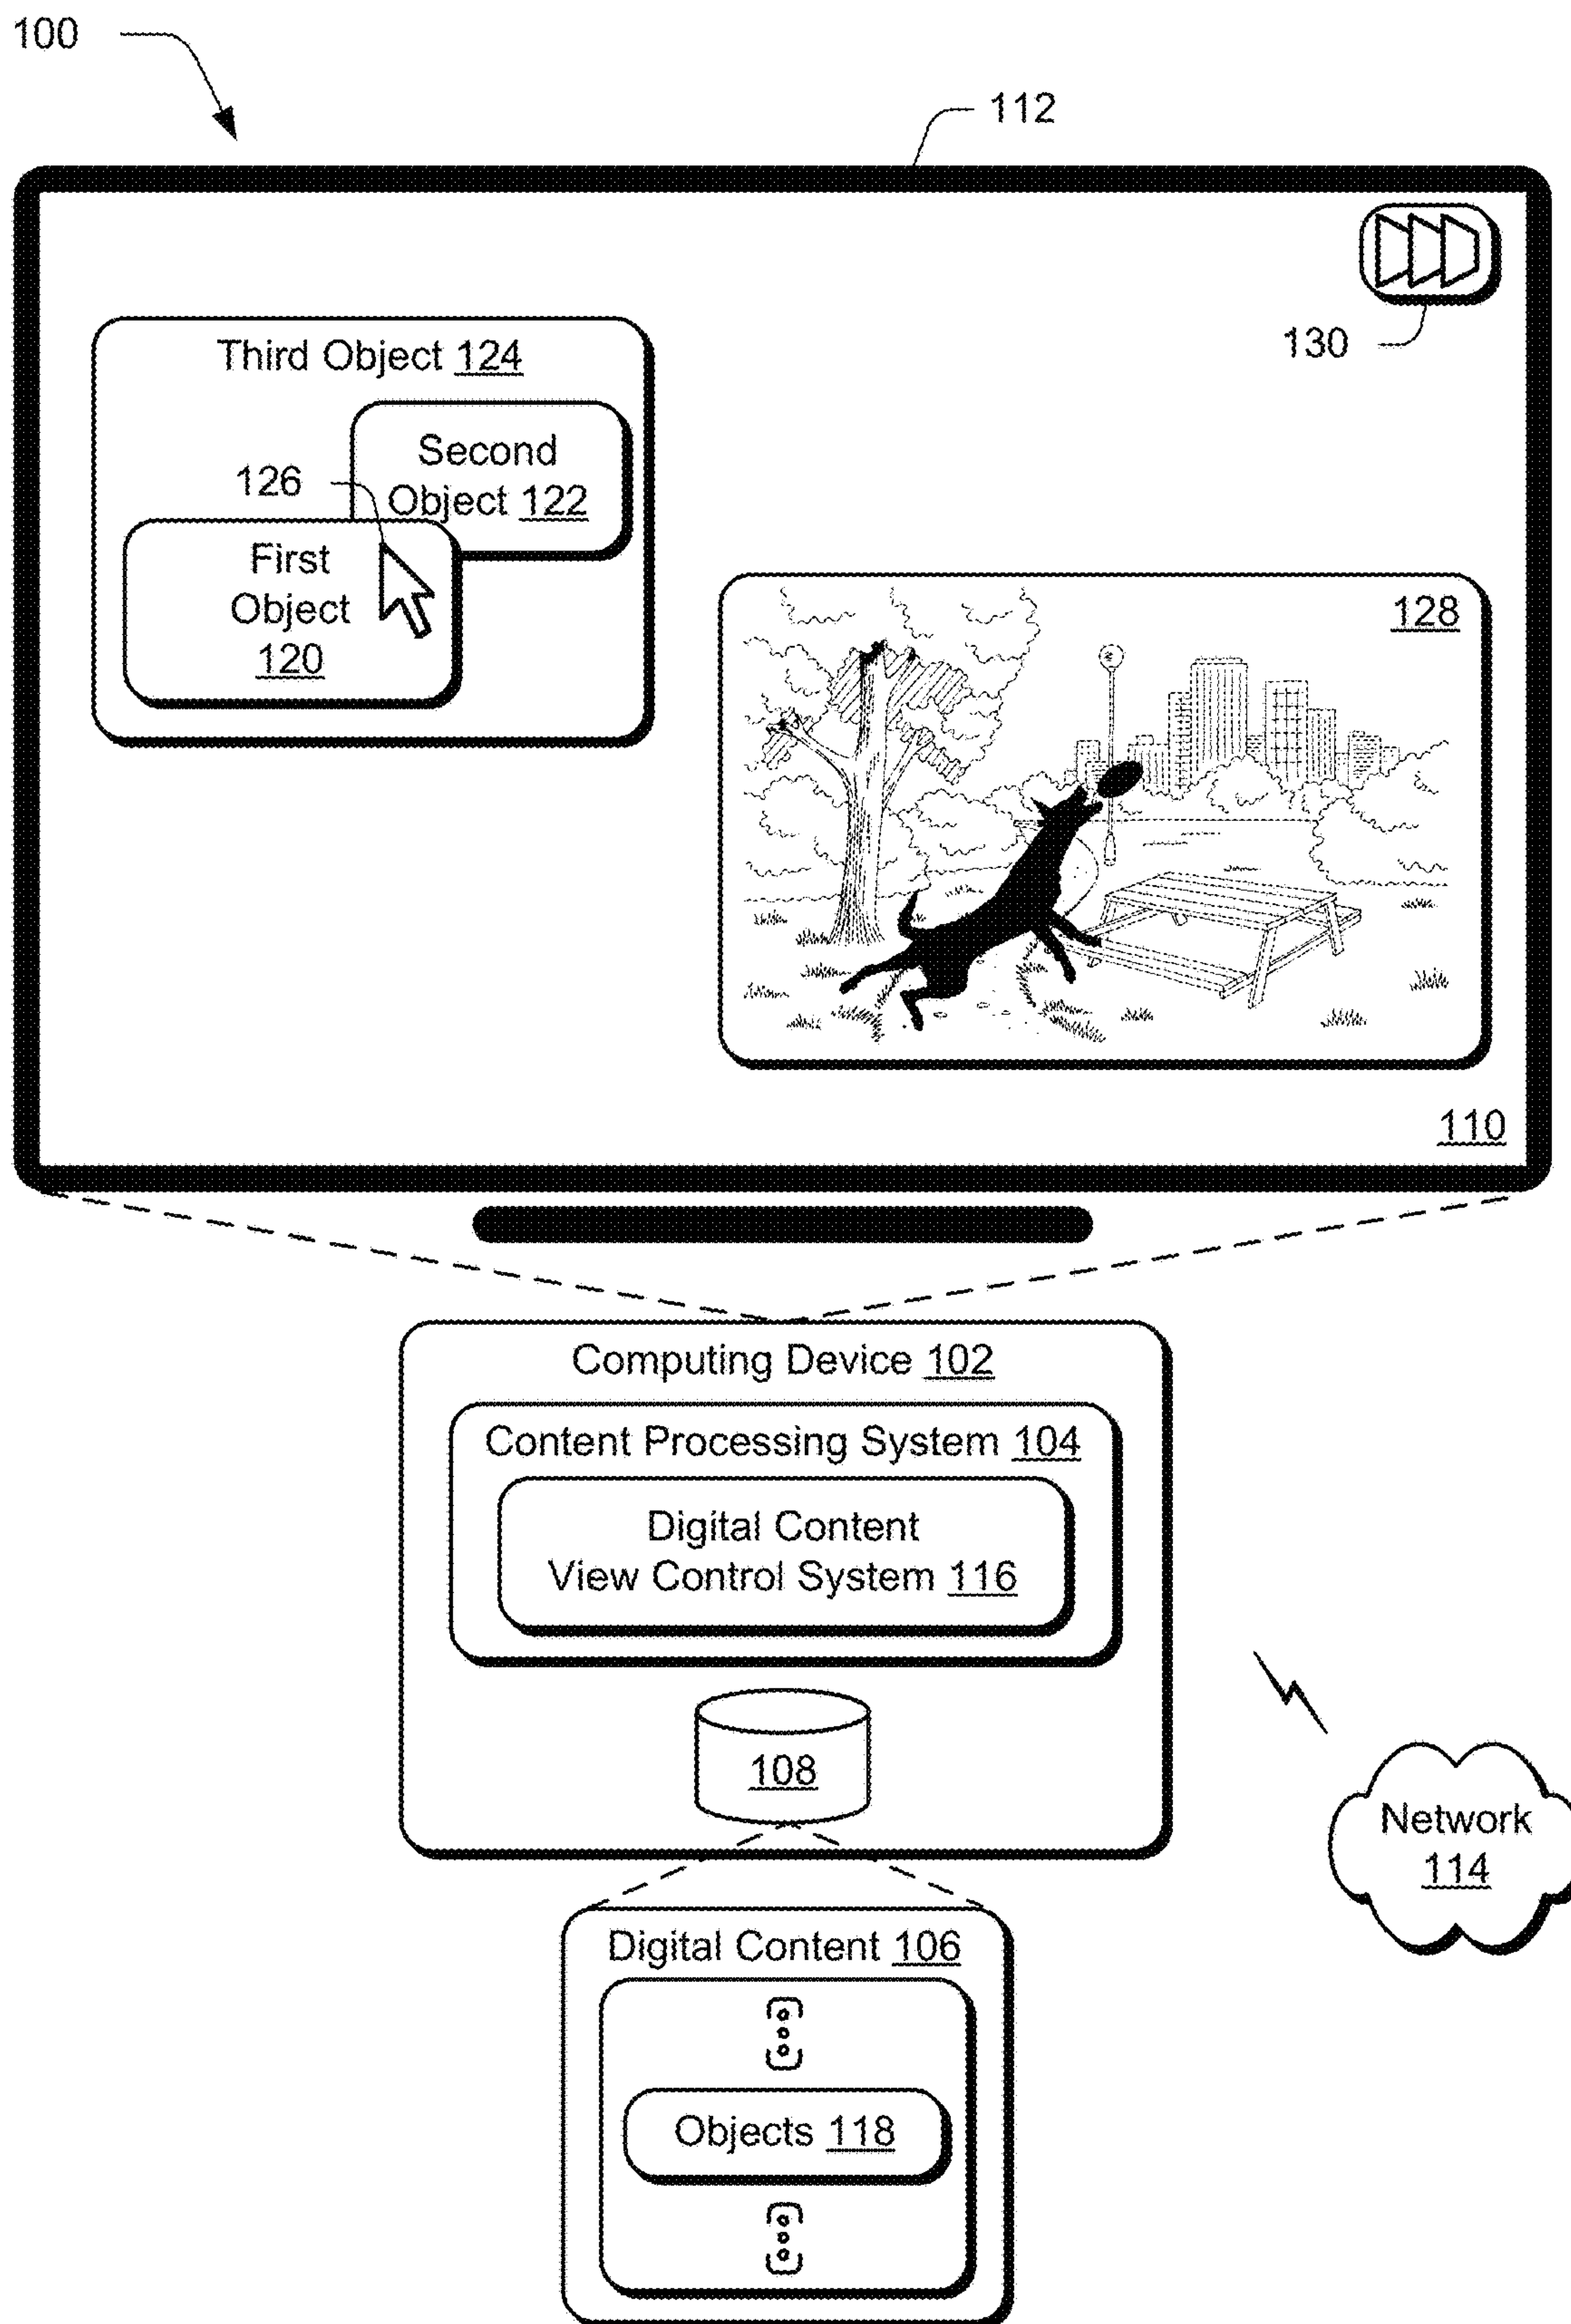 100
112
130
Third Object 124
Second
Object 122
126
First
Object
120
128
110
Computing Device 102
Content Processing System 104
Digital Content
View Control System 116
108
Network
114
Digital Content 106
Objects 118